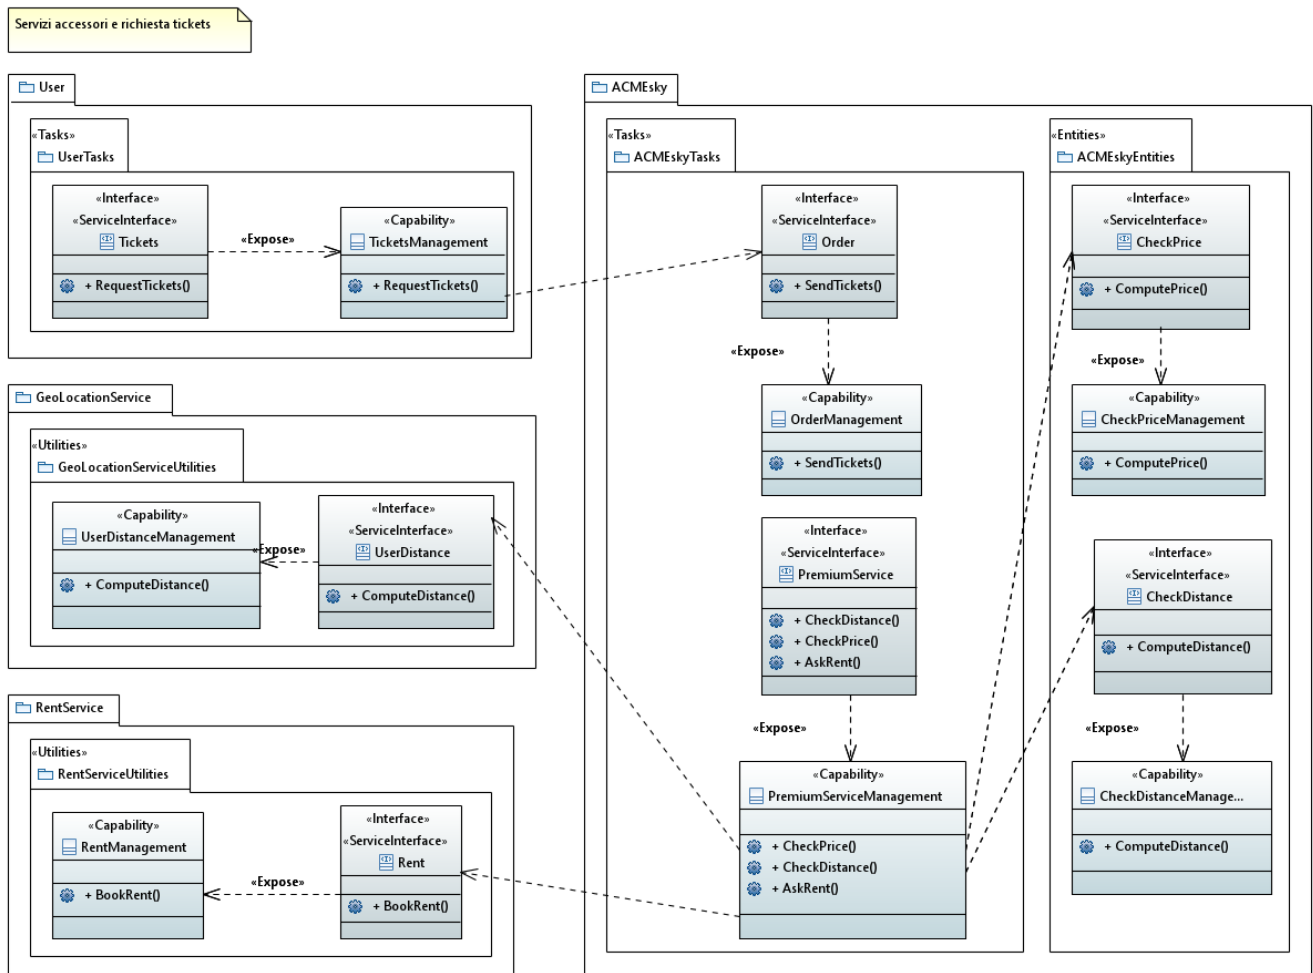 Servizi accessori e richiesta tickets
User
«Tasks»
UserTasks
«Interface»
«ServiceInterface»
Tickets
+ RequestTickets()
«Expose»
«Capability»
TicketsManagement
+ RequestTickets()
GeoLocationService
«Utilities»
GeoLocationServiceUtilities
«Capability»
UserDistanceManagement
+ ComputeDistance()
«Expose»
«Interface»
«ServiceInterface»
UserDistance
+ ComputeDistance()
RentService
«Utilities»
RentServiceUtilities
«Capability»
RentManagement
+ BookRent()
«Expose»
«Interface»
«ServiceInterface»
Rent
+ BookRent()
ACMEsky
«Tasks»
ACMEskyTasks
«Interface»
«ServiceInterface»
Order
+ SendTickets()
«Expose»
«Capability»
OrderManagement
+ SendTickets()
«Interface»
«ServiceInterface»
PremiumService
+ CheckDistance()
+ CheckPrice()
+ AskRent()
«Expose»
«Capability»
PremiumServiceManagement
+ CheckPrice()
+ CheckDistance()
+ AskRent()
«Entities»
ACMEskyEntities
«Interface»
«ServiceInterface»
CheckPrice
+ ComputePrice()
«Expose»
«Capability»
CheckPriceManagement
+ ComputePrice()
«Interface»
«ServiceInterface»
CheckDistance
+ ComputeDistance()
«Expose»
«Capability»
CheckDistanceManage...
+ ComputeDistance()